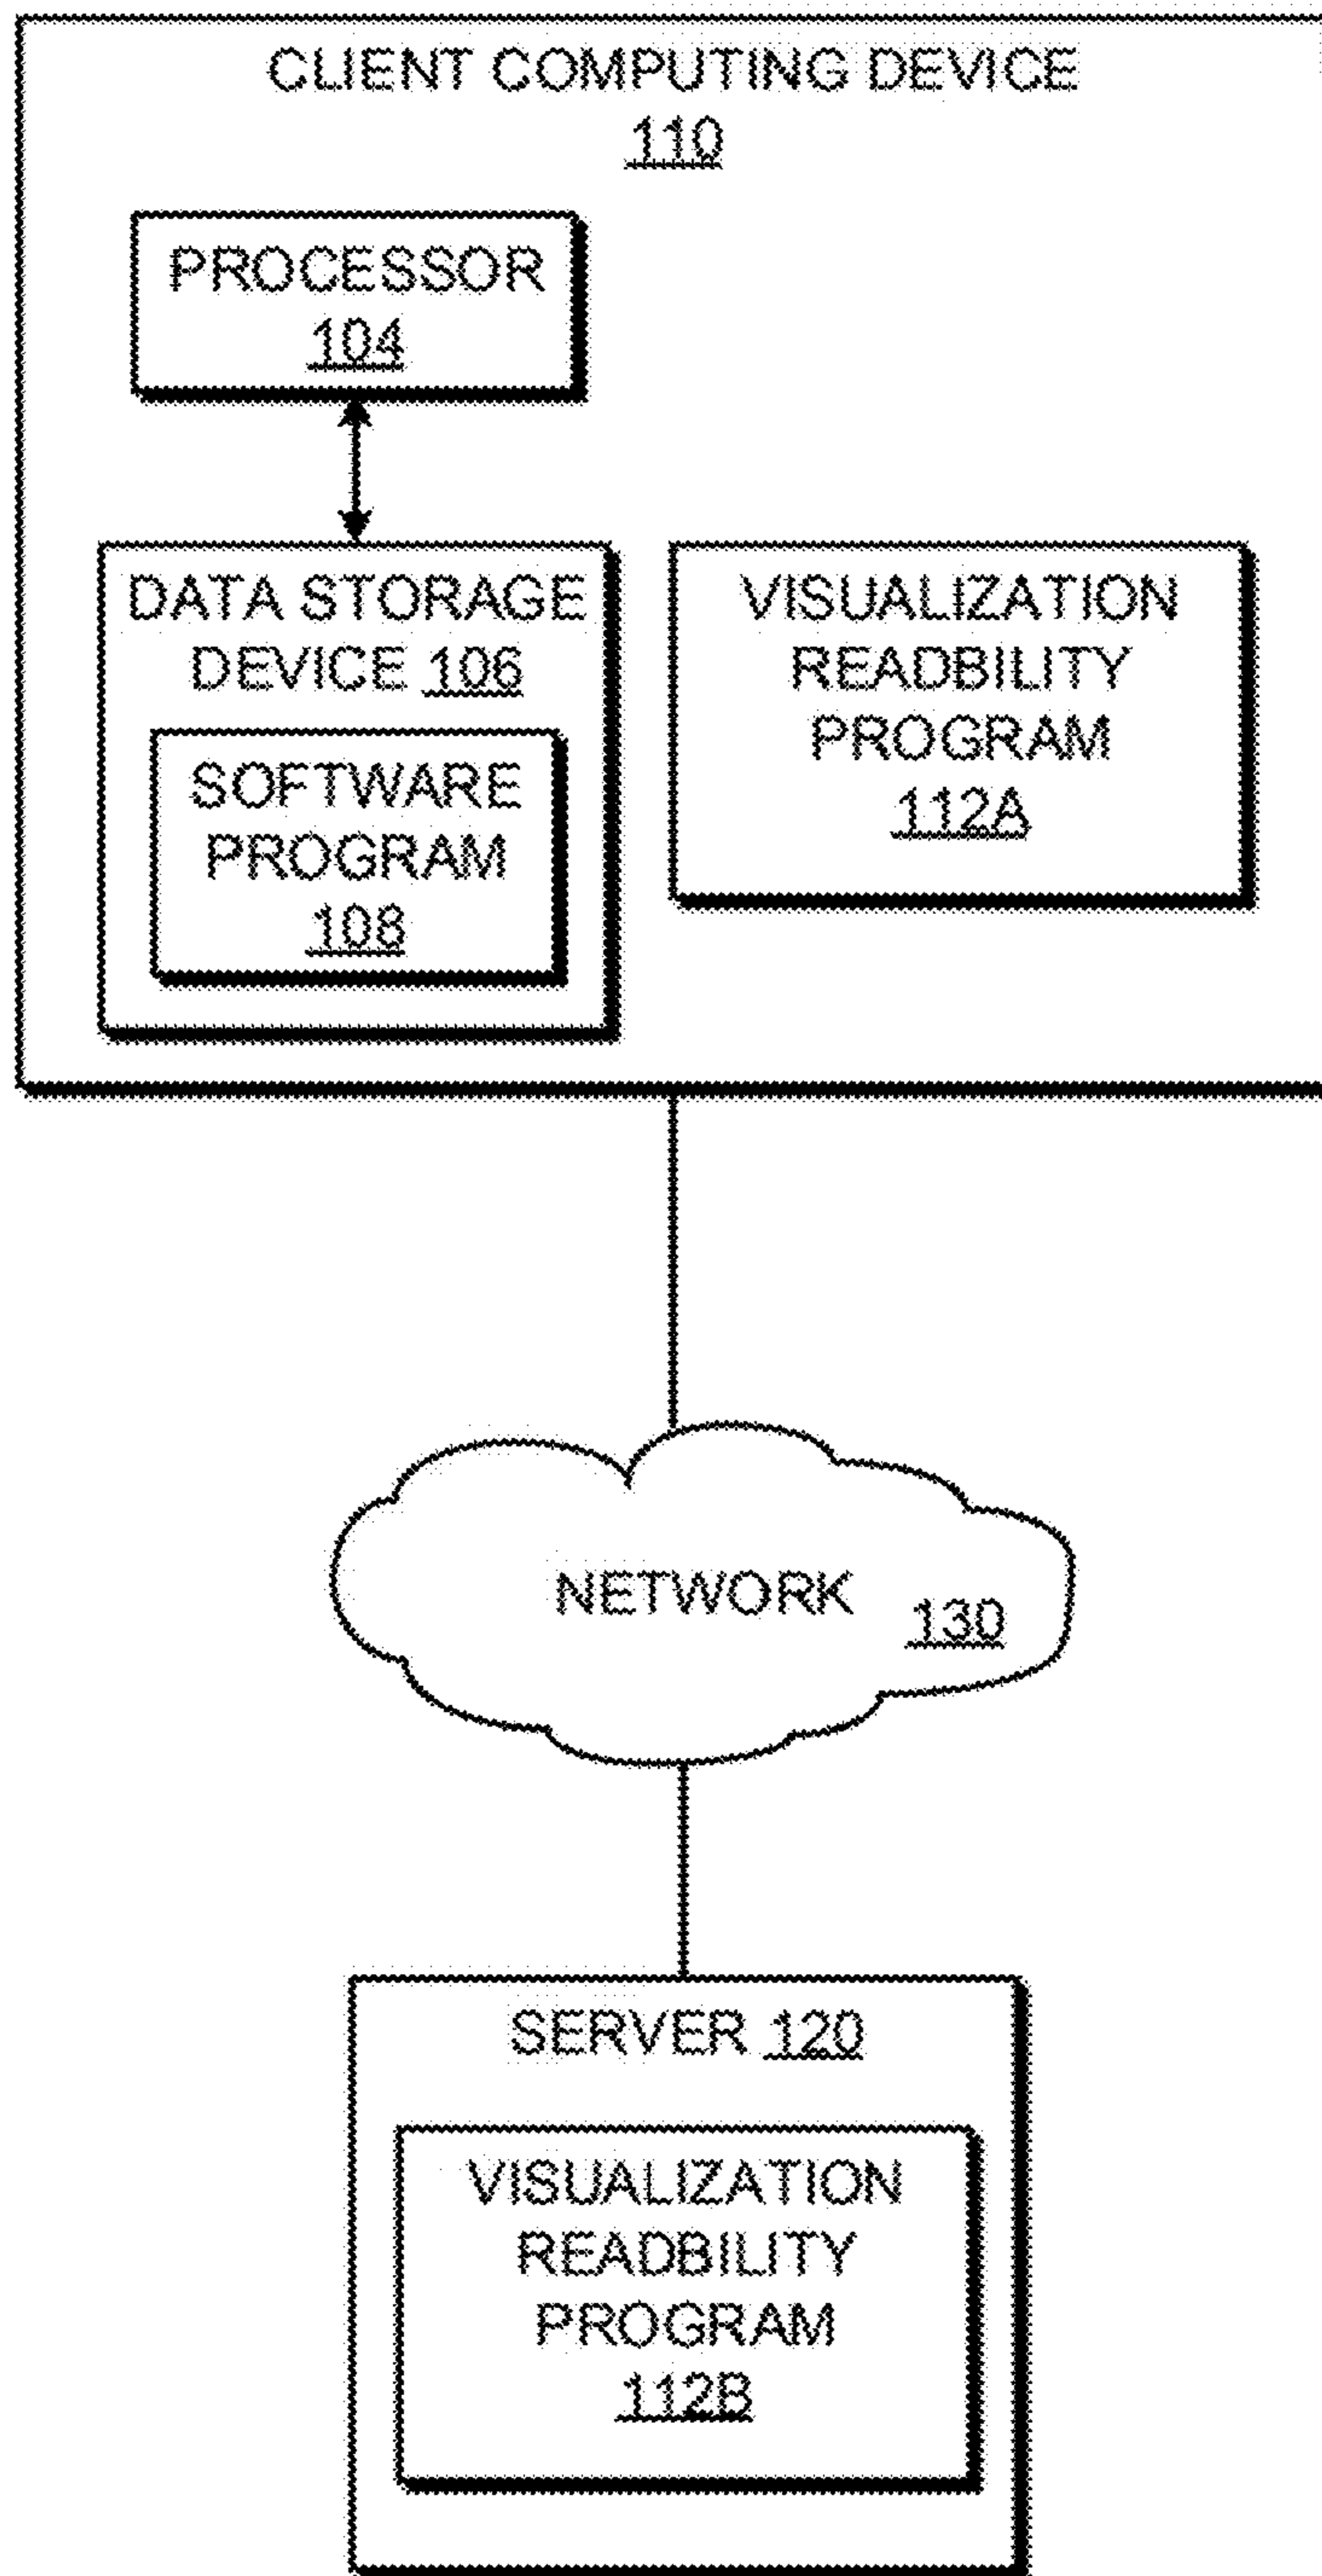 CLIENT COMPUTING DEVICE
110
PROCESSOR
104
DATA STORAGE
DEVICE 106
SOFTWARE
PROGRAM
108
VISUALIZATION
READBILITY
PROGRAM
112A
NETWORK
130
SERVER 120
VISUALIZATION
READBILITY
PROGRAM
112B